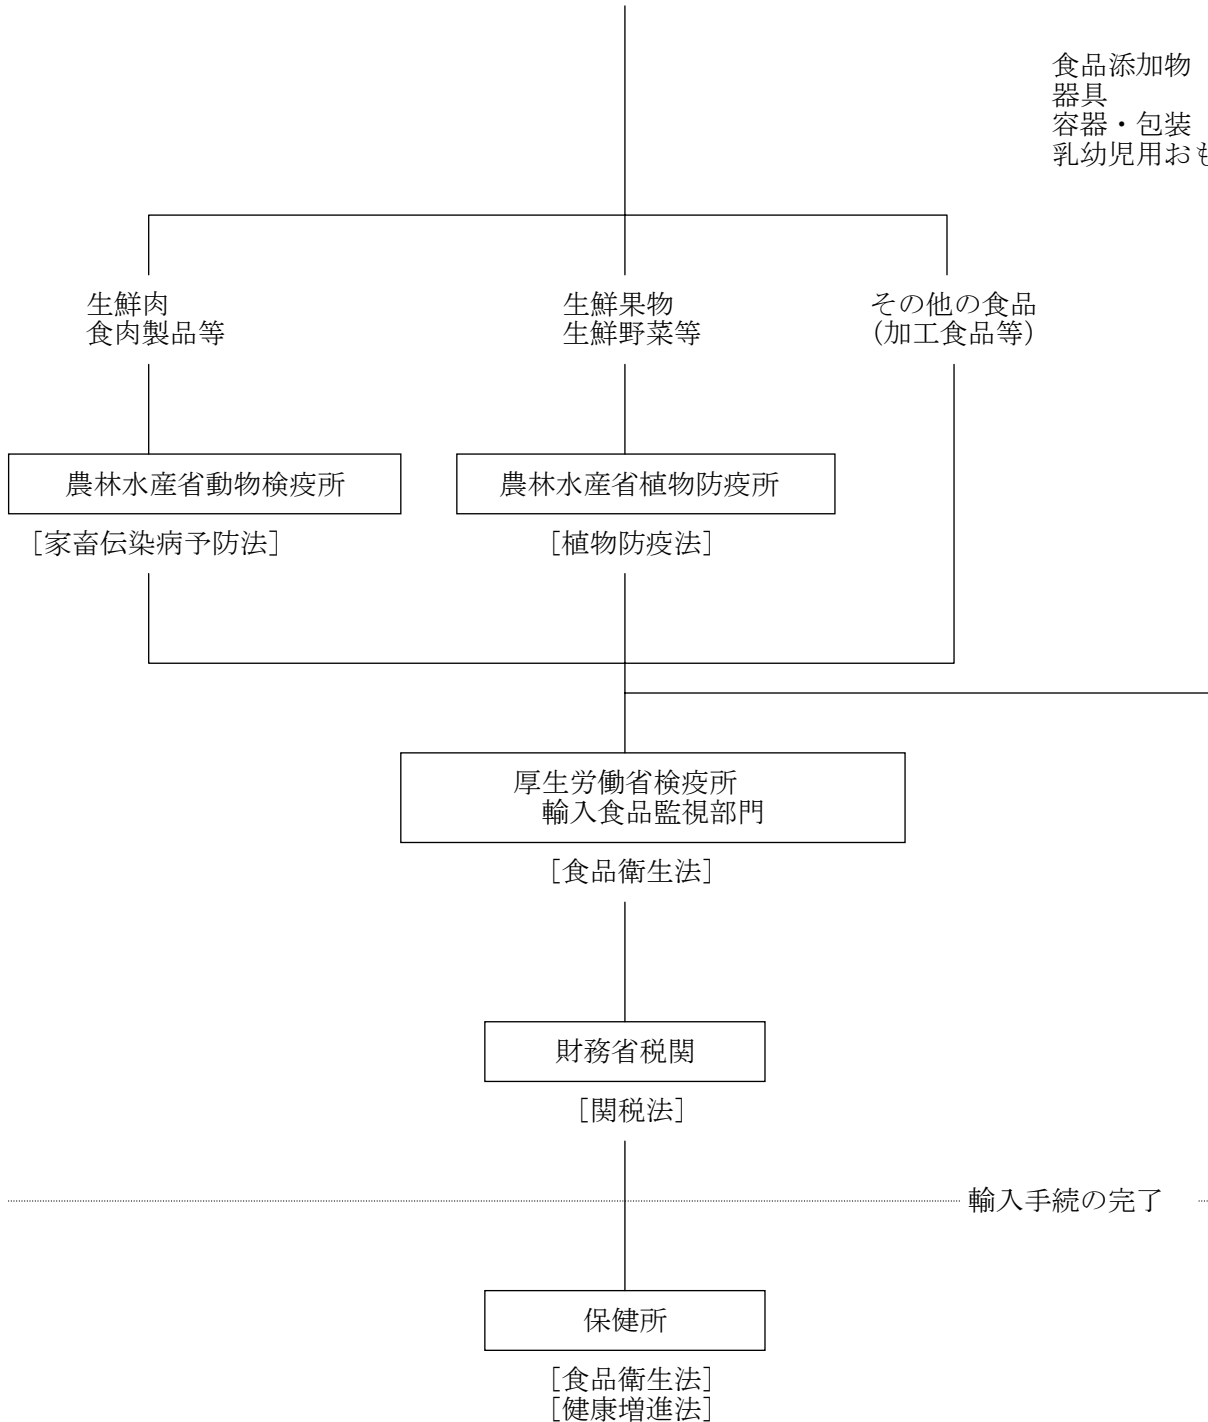 食品添加物
器具
容器・包装
乳幼児用おも
生鮮肉
食肉製品等
生鮮果物
生鮮野菜等
その他の食品
（加工食品等）
農林水産省動物検疫所
［家畜伝染病予防法］
農林水産省植物防疫所
［植物防疫法］
厚生労働省検疫所
輸入食品監視部門
［食品衛生法］
財務省税関
［関税法］
輸入手続の完了
保健所
［食品衛生法］
［健康増進法］